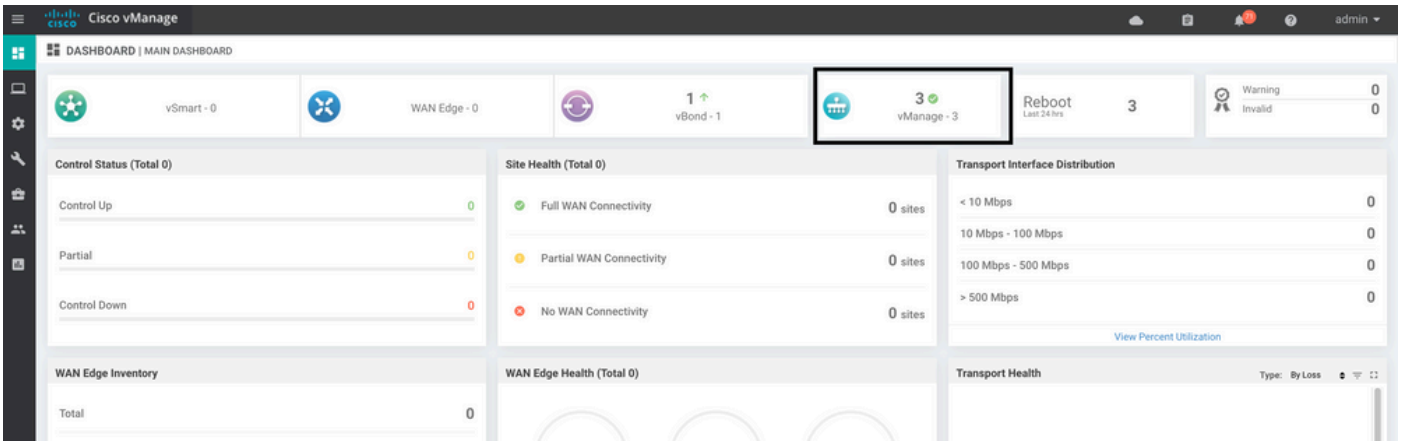 CISCO Cisco vManage 71 admin
DASHBOARD | MAIN DASHBOARD
vSmart - 0
WAN Edge - 0
1
vBond - 1
3
vManage - 3
Reboot
Last 24 hrs
3
Warning 0
Invalid 0
Control Status (Total 0)
Control Up 0
Partial 0
Control Down 0
Site Health (Total 0)
Full WAN Connectivity 0 sites
Partial WAN Connectivity 0 sites
No WAN Connectivity 0 sites
Transport Interface Distribution
< 10 Mbps 0
10 Mbps - 100 Mbps 0
100 Mbps - 500 Mbps 0
> 500 Mbps 0
View Percent Utilization
WAN Edge Inventory
Total 0
WAN Edge Health (Total 0)
Transport Health Type: By Loss